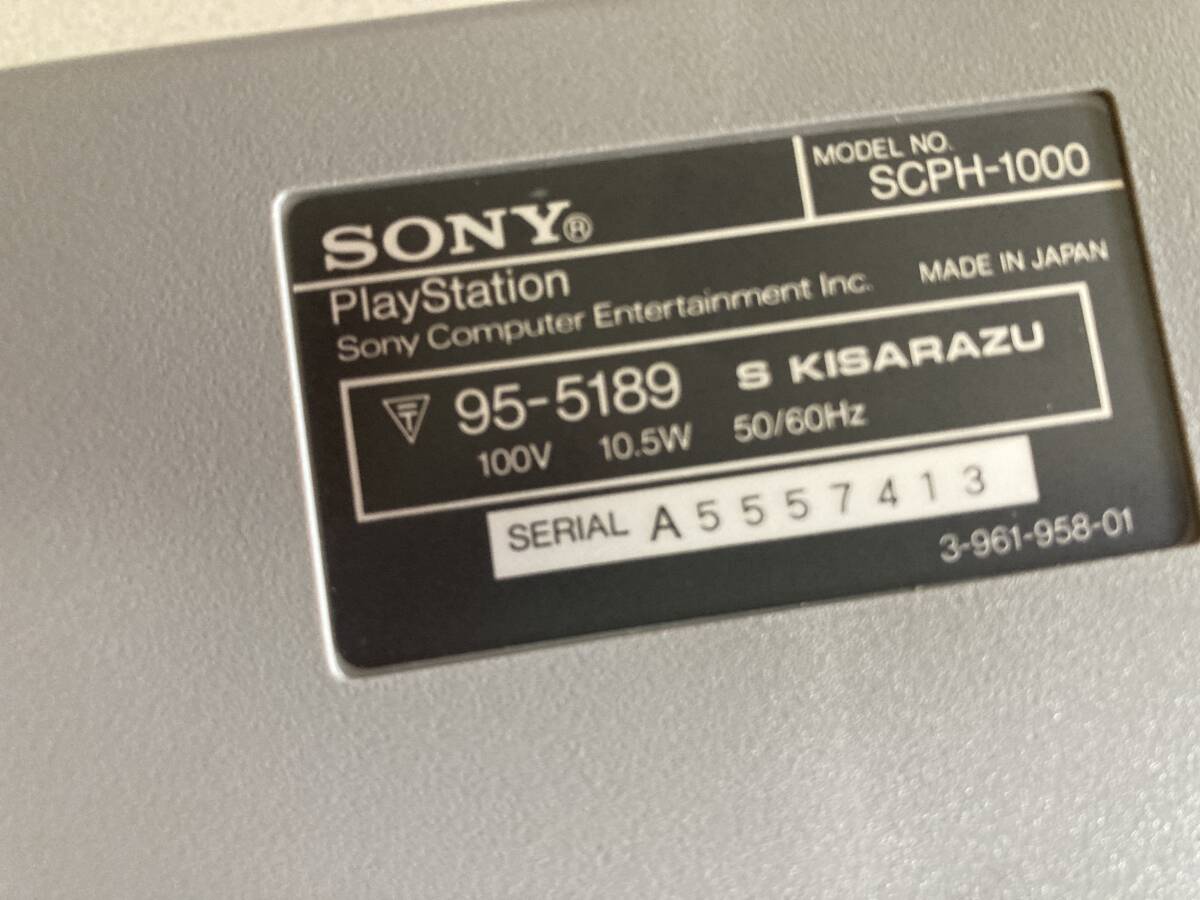 MODEL NO.
SCPH-1000
SONY®
PlayStation
Sony Computer Entertainment Inc. MADE IN JAPAN
T 95-5189 S KISARAZU
100V 10.5W 50/60Hz
SERIAL A5557413
3-961-958-01